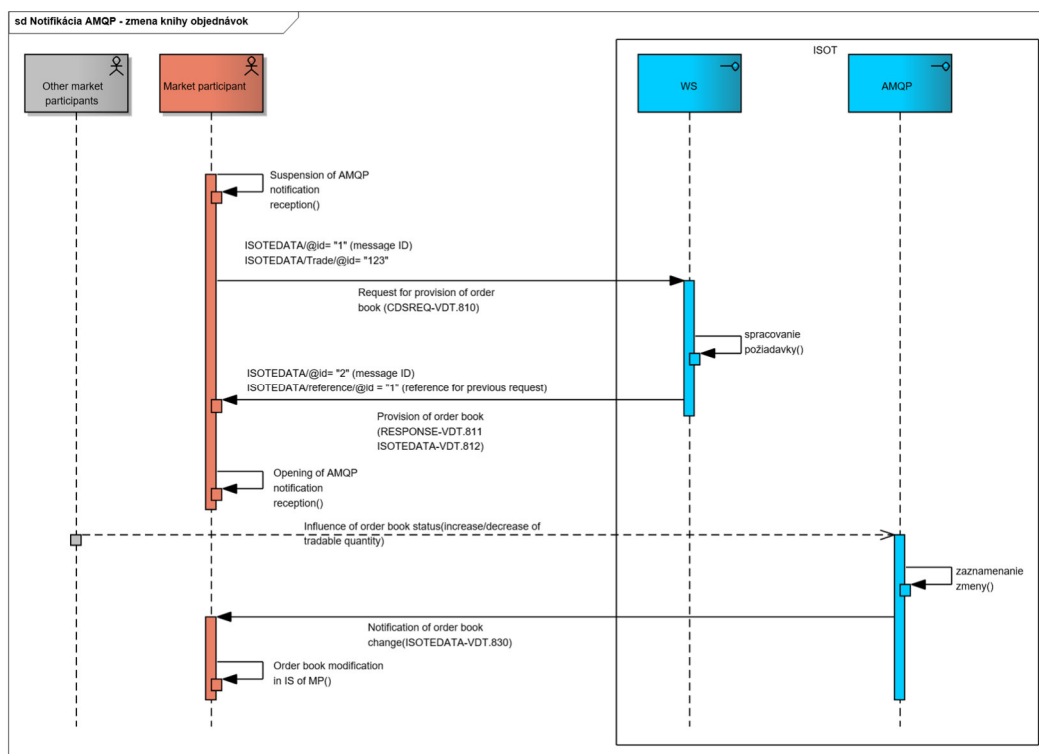 sd Notifikácia AMQP - zmena knihy objednávok
ISOT
Other market
participants
Market participant
WS
AMQP
Suspension of AMQP
notification
reception()
ISOTEDATA/@id= "1" (message ID)
ISOTEDATA/Trade/@id= "123"
Request for provision of order
book (CDSREQ-VDT.810)
spracovanie
požiadavky()
ISOTEDATA/@id= "2" (message ID)
ISOTEDATA/reference/@id = "1" (reference for previous request)
Provision of order book
(RESPONSE-VDT.811
ISOTEDATA-VDT.812)
Opening of AMQP
notification
reception()
Influence of order book status(increase/decrease of
tradable quantity)
zaznamenanie
zmeny()
Notification of order book
change(ISOTEDATA-VDT.830)
Order book modification
in IS of MP()